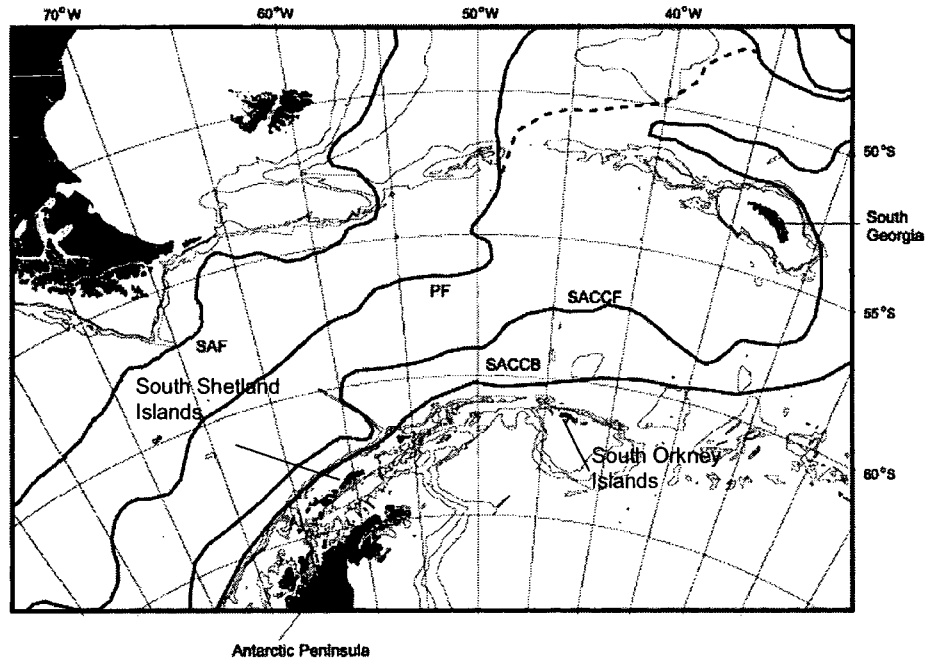 70°W
60°W
50°W
40°W
50°S
South
Georgia
PF
SACCF
55°S
SAF
SACCB
South Shetland
Islands
South Orkney
Islands
60°S
Antarctic Peninsula